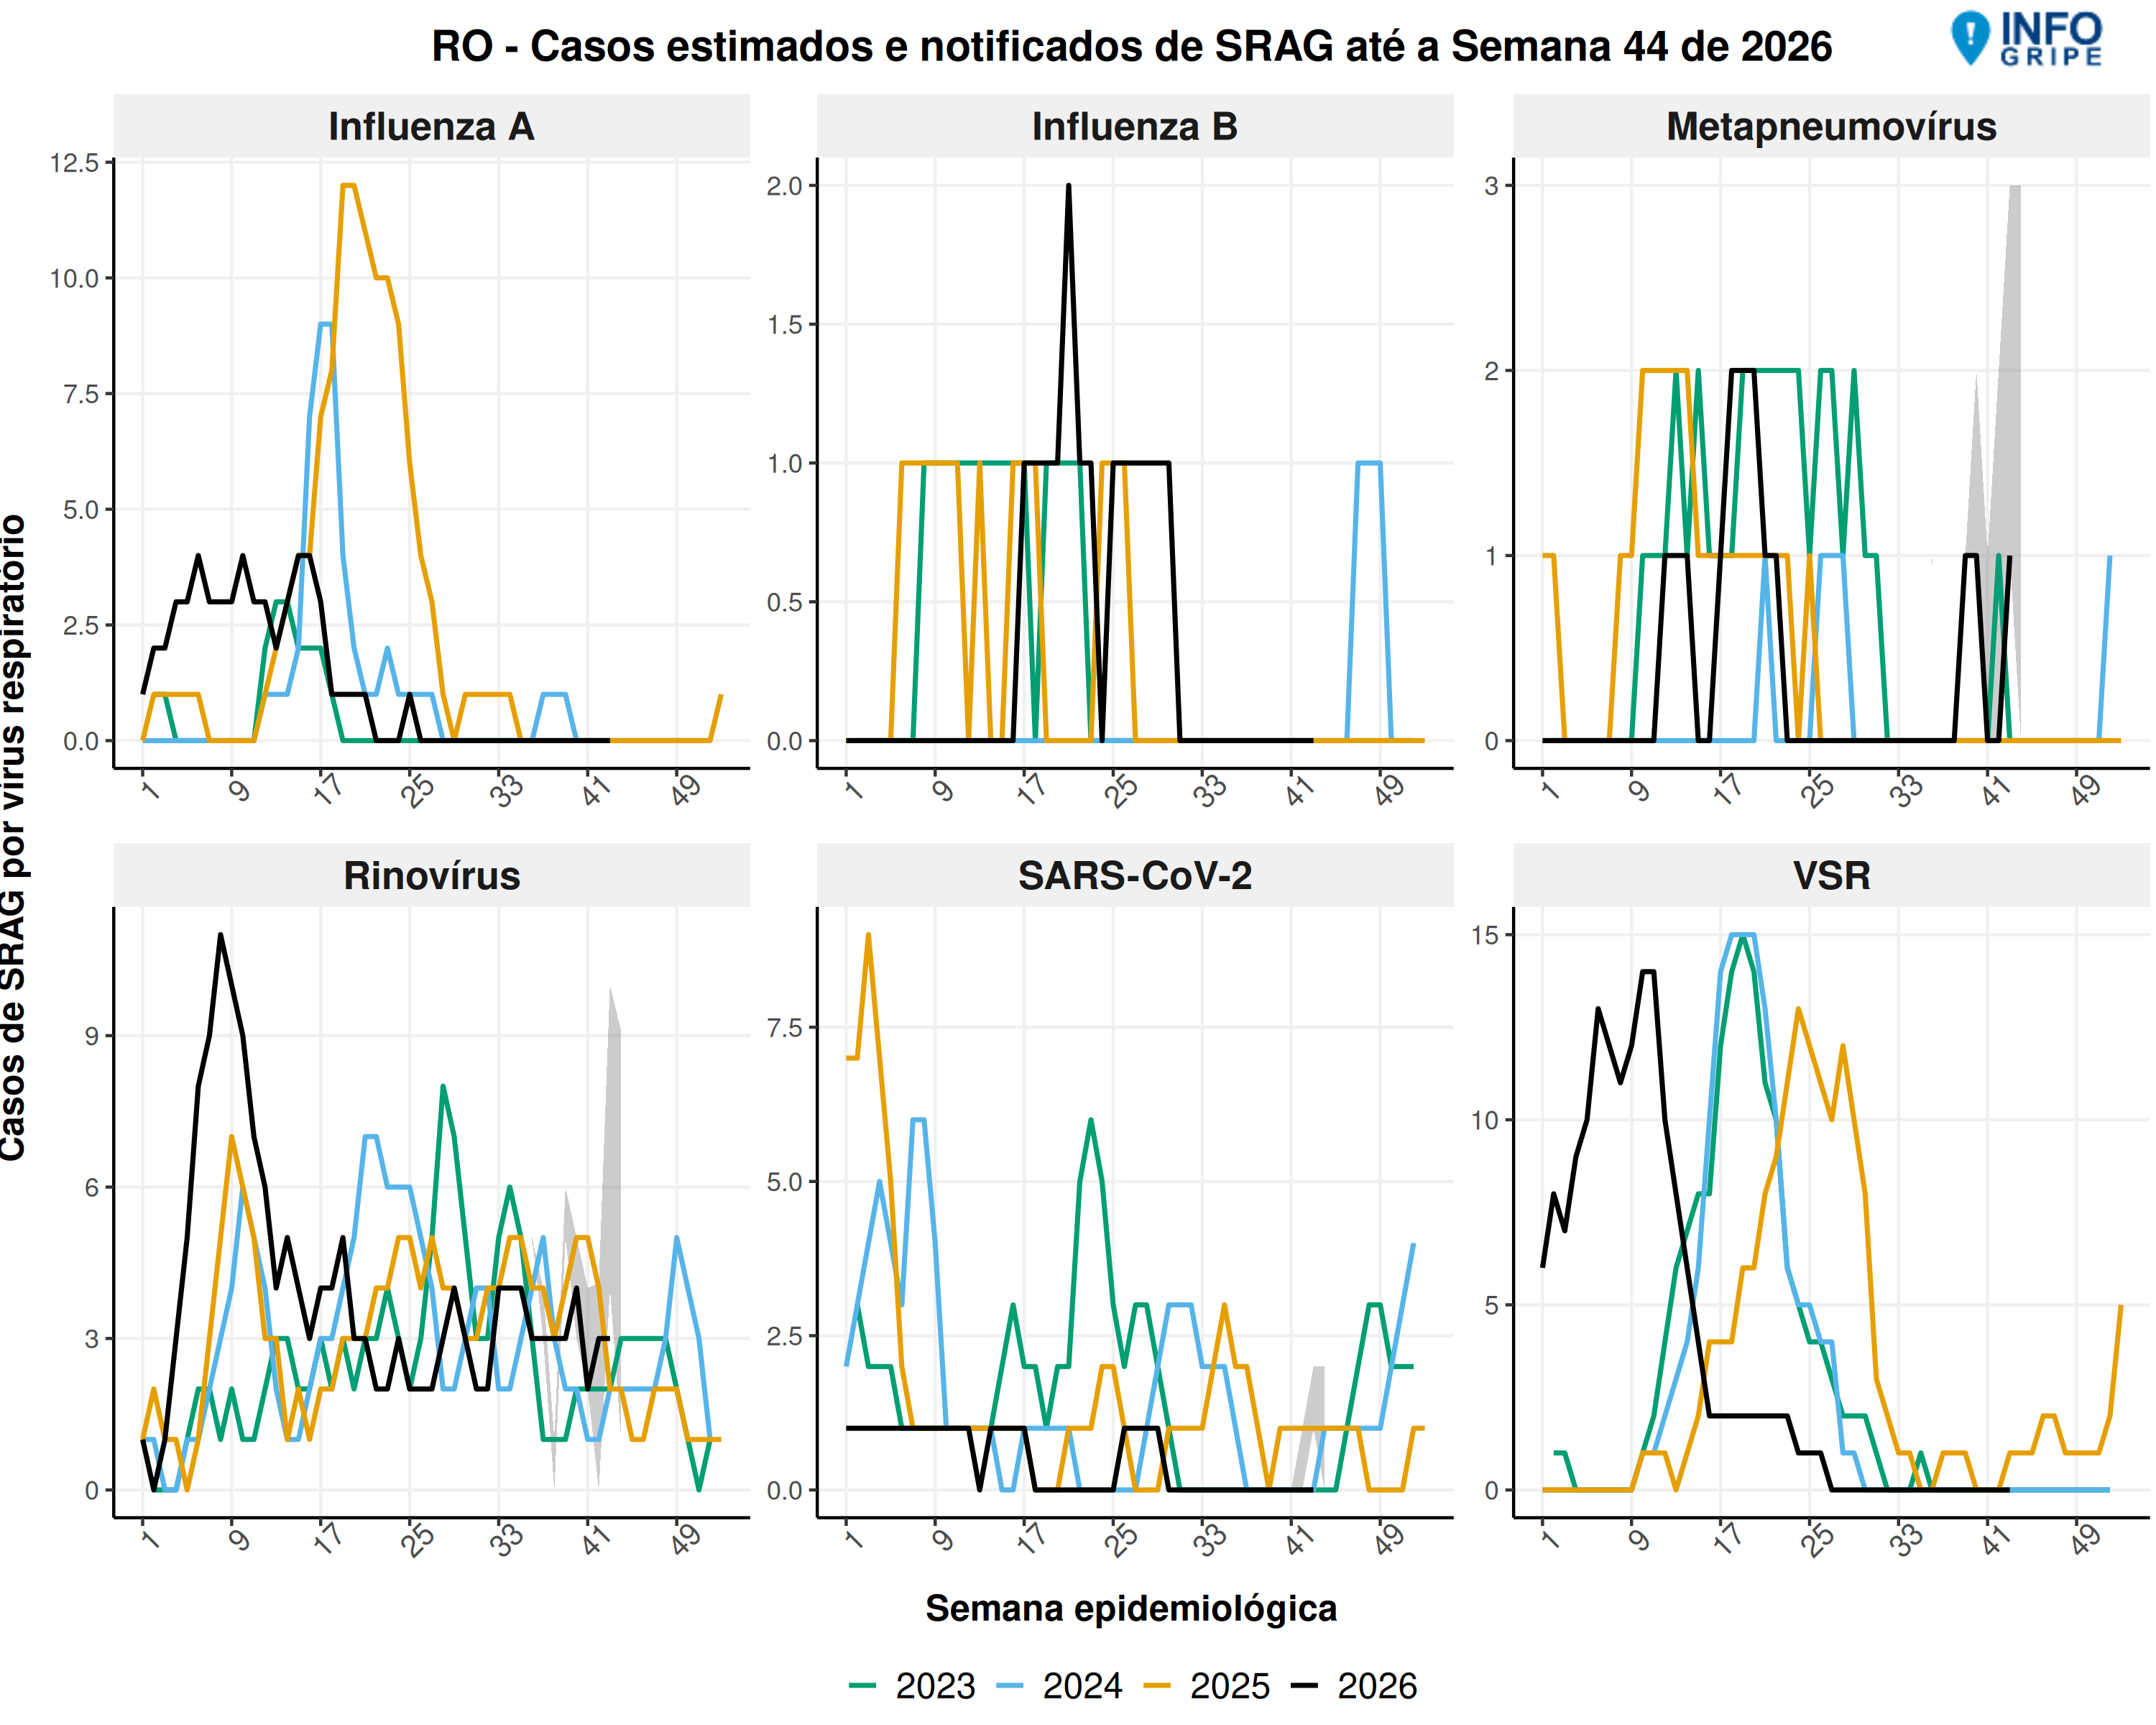 RO - Casos estimados e notificados de SRAG até a Semana 44 de 2026
INFO
GRIPE
Influenza A
Influenza B
Metapneumovírus
12.5
10.0
7.5
5.0
2.5
0.0
1 9 17 25 33 41 49
2.0
1.5
1.0
0.5
0.0
1 9 17 25 33 41 49
3
2
1
0
1 9 17 25 33 41 49
Casos de SRAG por vírus respiratório
Rinovírus
SARS-CoV-2
VSR
9
6
3
0
1 9 17 25 33 41 49
7.5
5.0
2.5
0.0
1 9 17 25 33 41 49
15
10
5
0
1 9 17 25 33 41 49
Semana epidemiológica
2023 2024 2025 2026